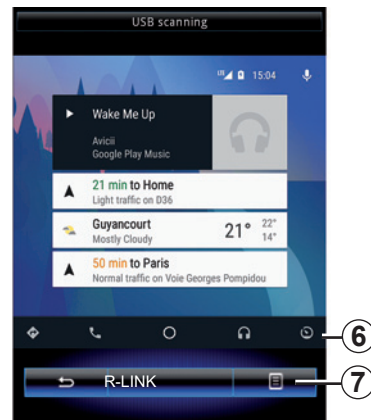 USB scanning
LTE 15:04
Wake Me Up
Avicii
Google Play Music
21 min to Home
Light traffic on D36
Guyancourt
Mostly Cloudy
21° 22°
14°
50 min to Paris
Normal traffic on Voie Georges Pompidou
6
R-LINK
7